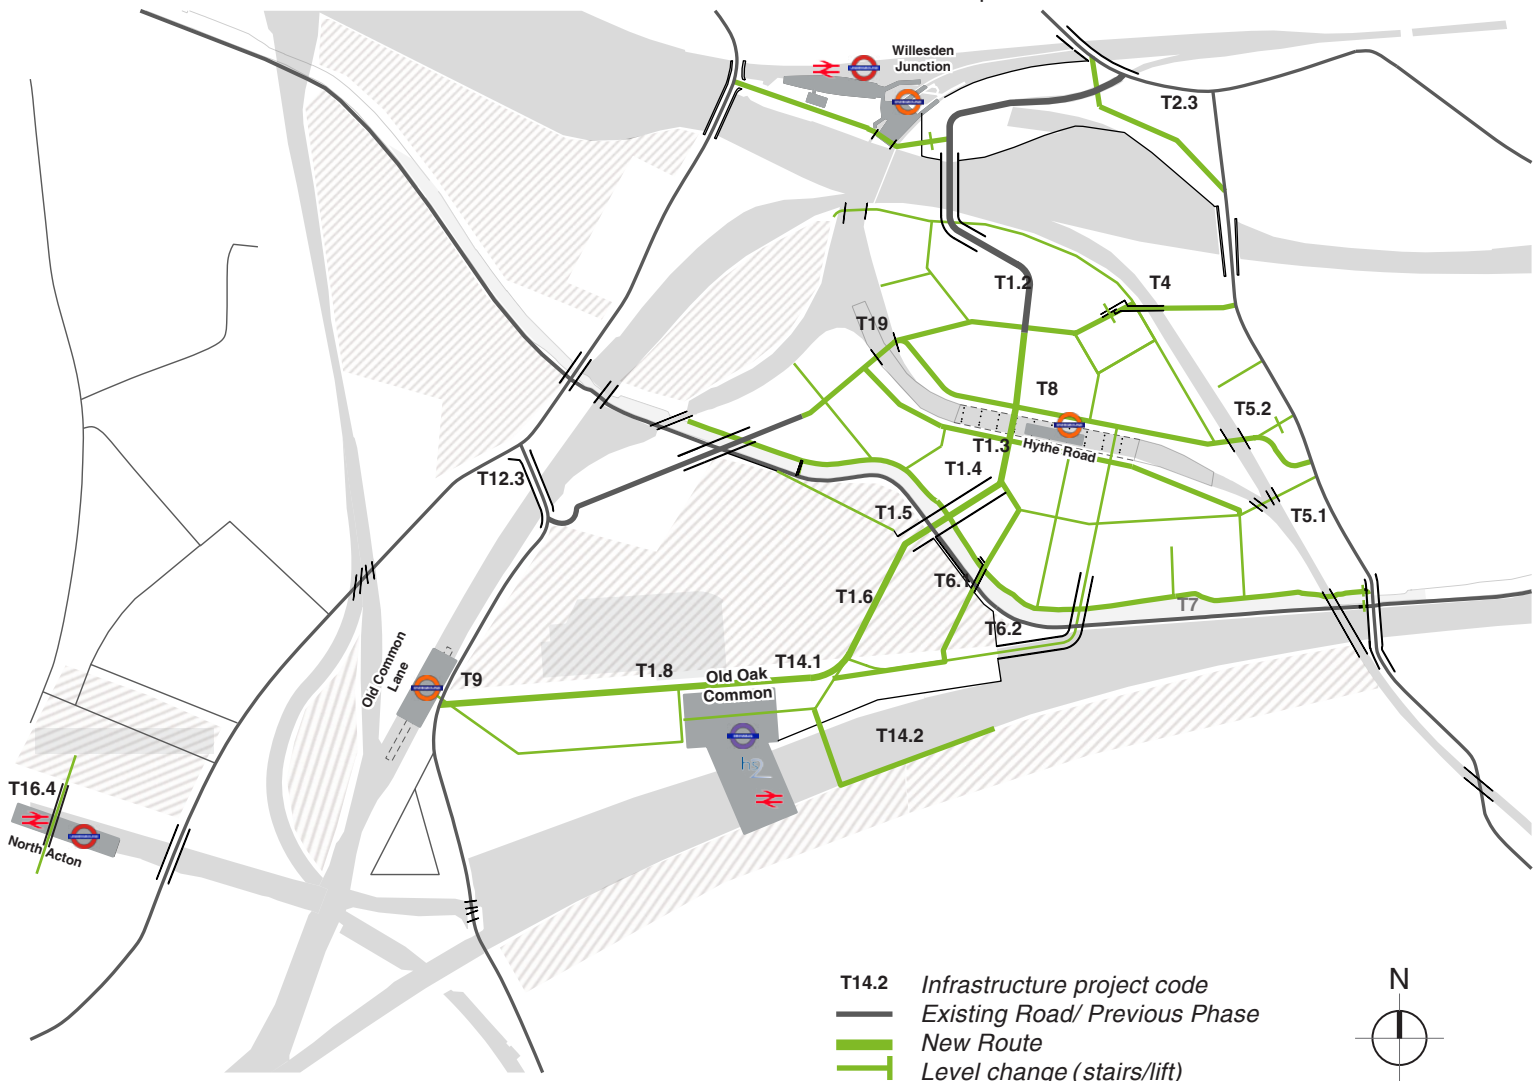 Willesden
Junction
T2.3
T1.2
T4
T19
T8
T5.2
Hythe Road
T1.3
T1.4
T12.3
T1.5
T5.1
T6.1
T1.6
T7
T6.2
Old Common
Lane
T9
T1.8
T14.1
Old Oak
Common
T14.2
hs2
T16.4
North Acton
T14.2 Infrastructure project code
Existing Road/ Previous Phase
New Route
Level change (stairs/lift)
N